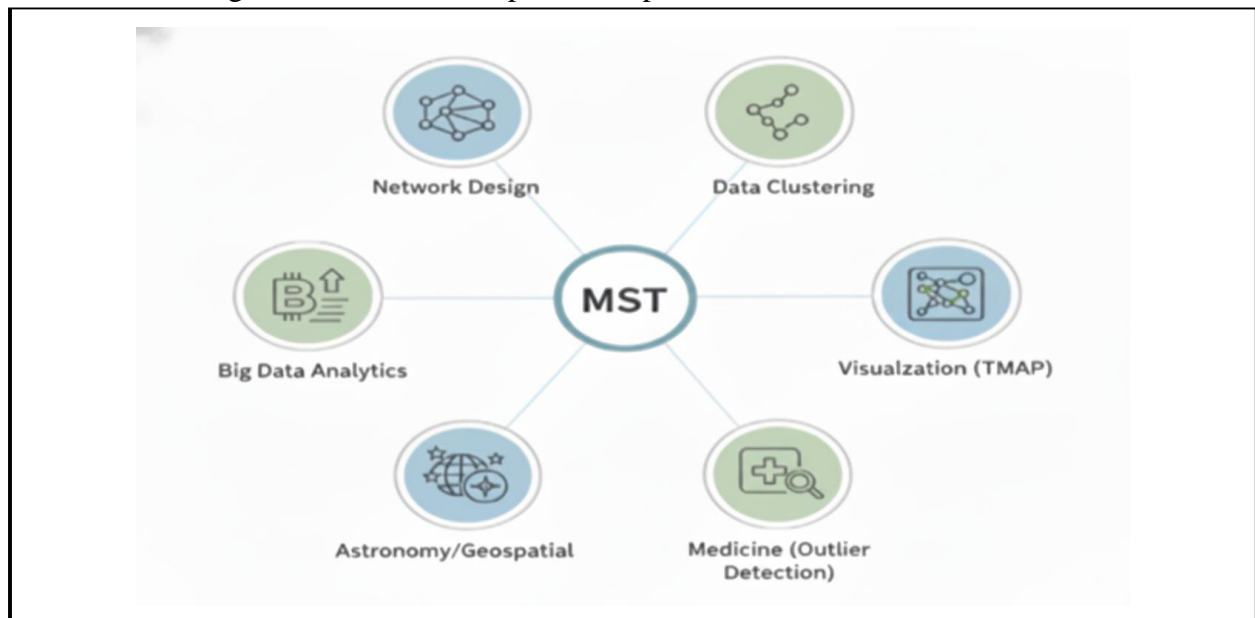 Network Design
Data Clustering
MST
Big Data Analytics
Visualzation (TMAP)
Astronomy/Geospatial
Medicine (Outlier
Detection)